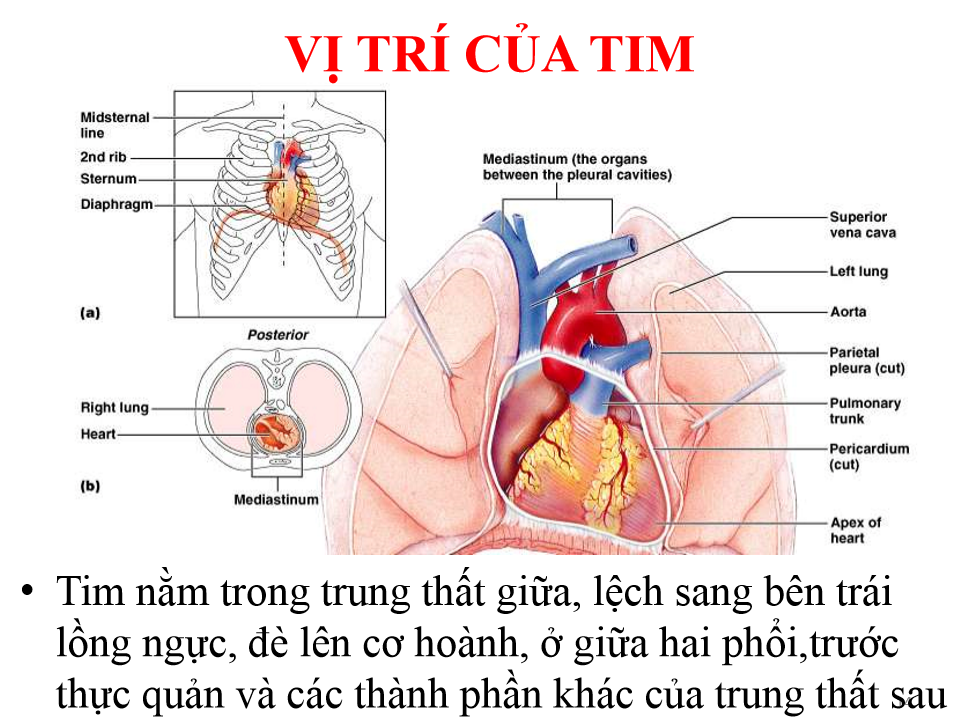 VỊ TRÍ CỦA TIM
Midsternal
line
2nd rib
Sternum
Diaphragm
(a)
Mediastinum (the organs
between the pleural cavities)
Superior
vena cava
Left lung
Aorta
Parietal
pleura (cut)
Pulmonary
trunk
Pericardium
(cut)
Apex of
heart
Posterior
Right lung
Heart
(b)
Mediastinum
• Tim nằm trong trung thất giữa, lệch sang bên trái
lồng ngực, đè lên cơ hoành, ở giữa hai phổi,trước
thực quản và các thành phần khác của trung thất sau